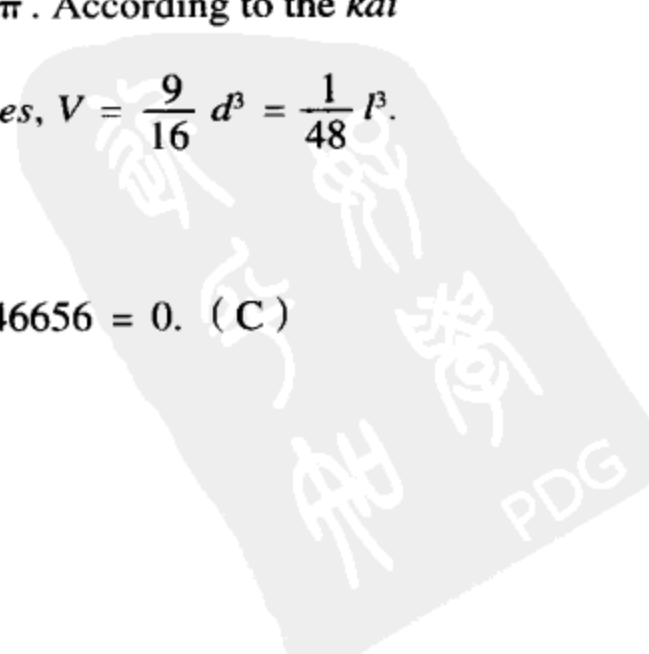 π. According to the kai
es, V = 9/16 d³ = 1/48 l³.
46656 = 0. (C)
PDG